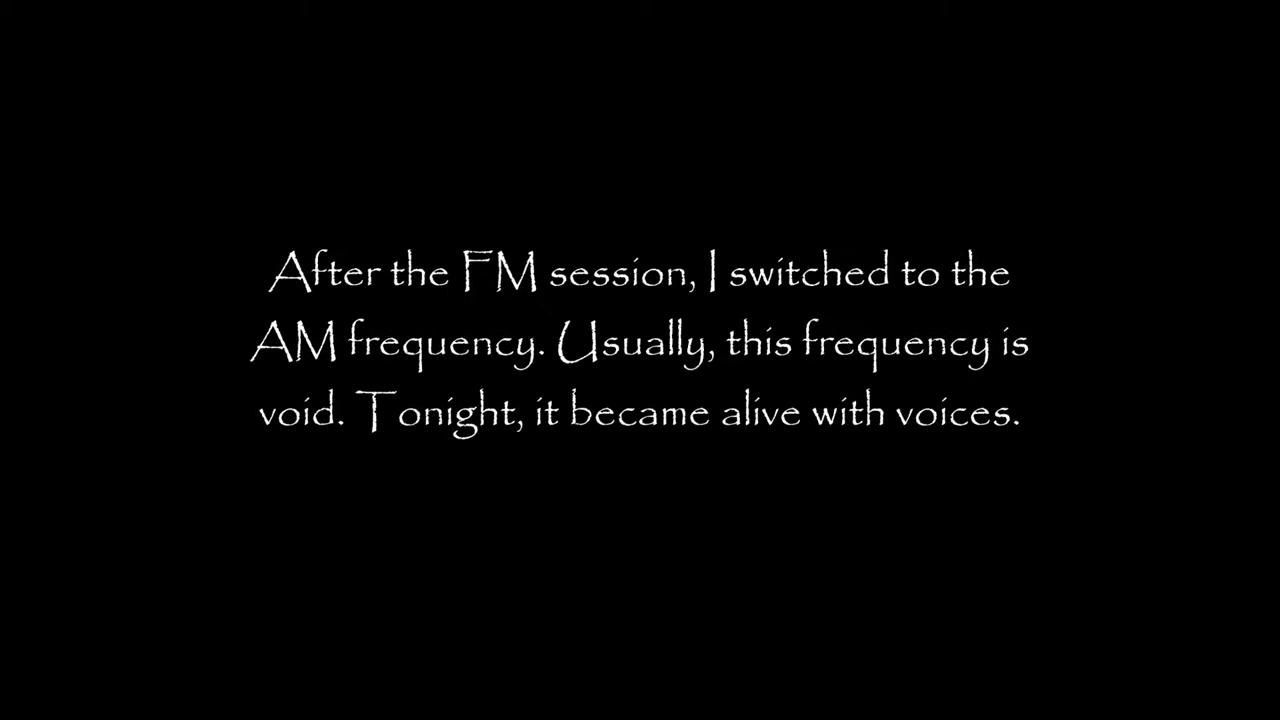 After the FM session, I switched to the
AM frequency. Usually, this frequency is
void. Tonight, it became alive with voices.